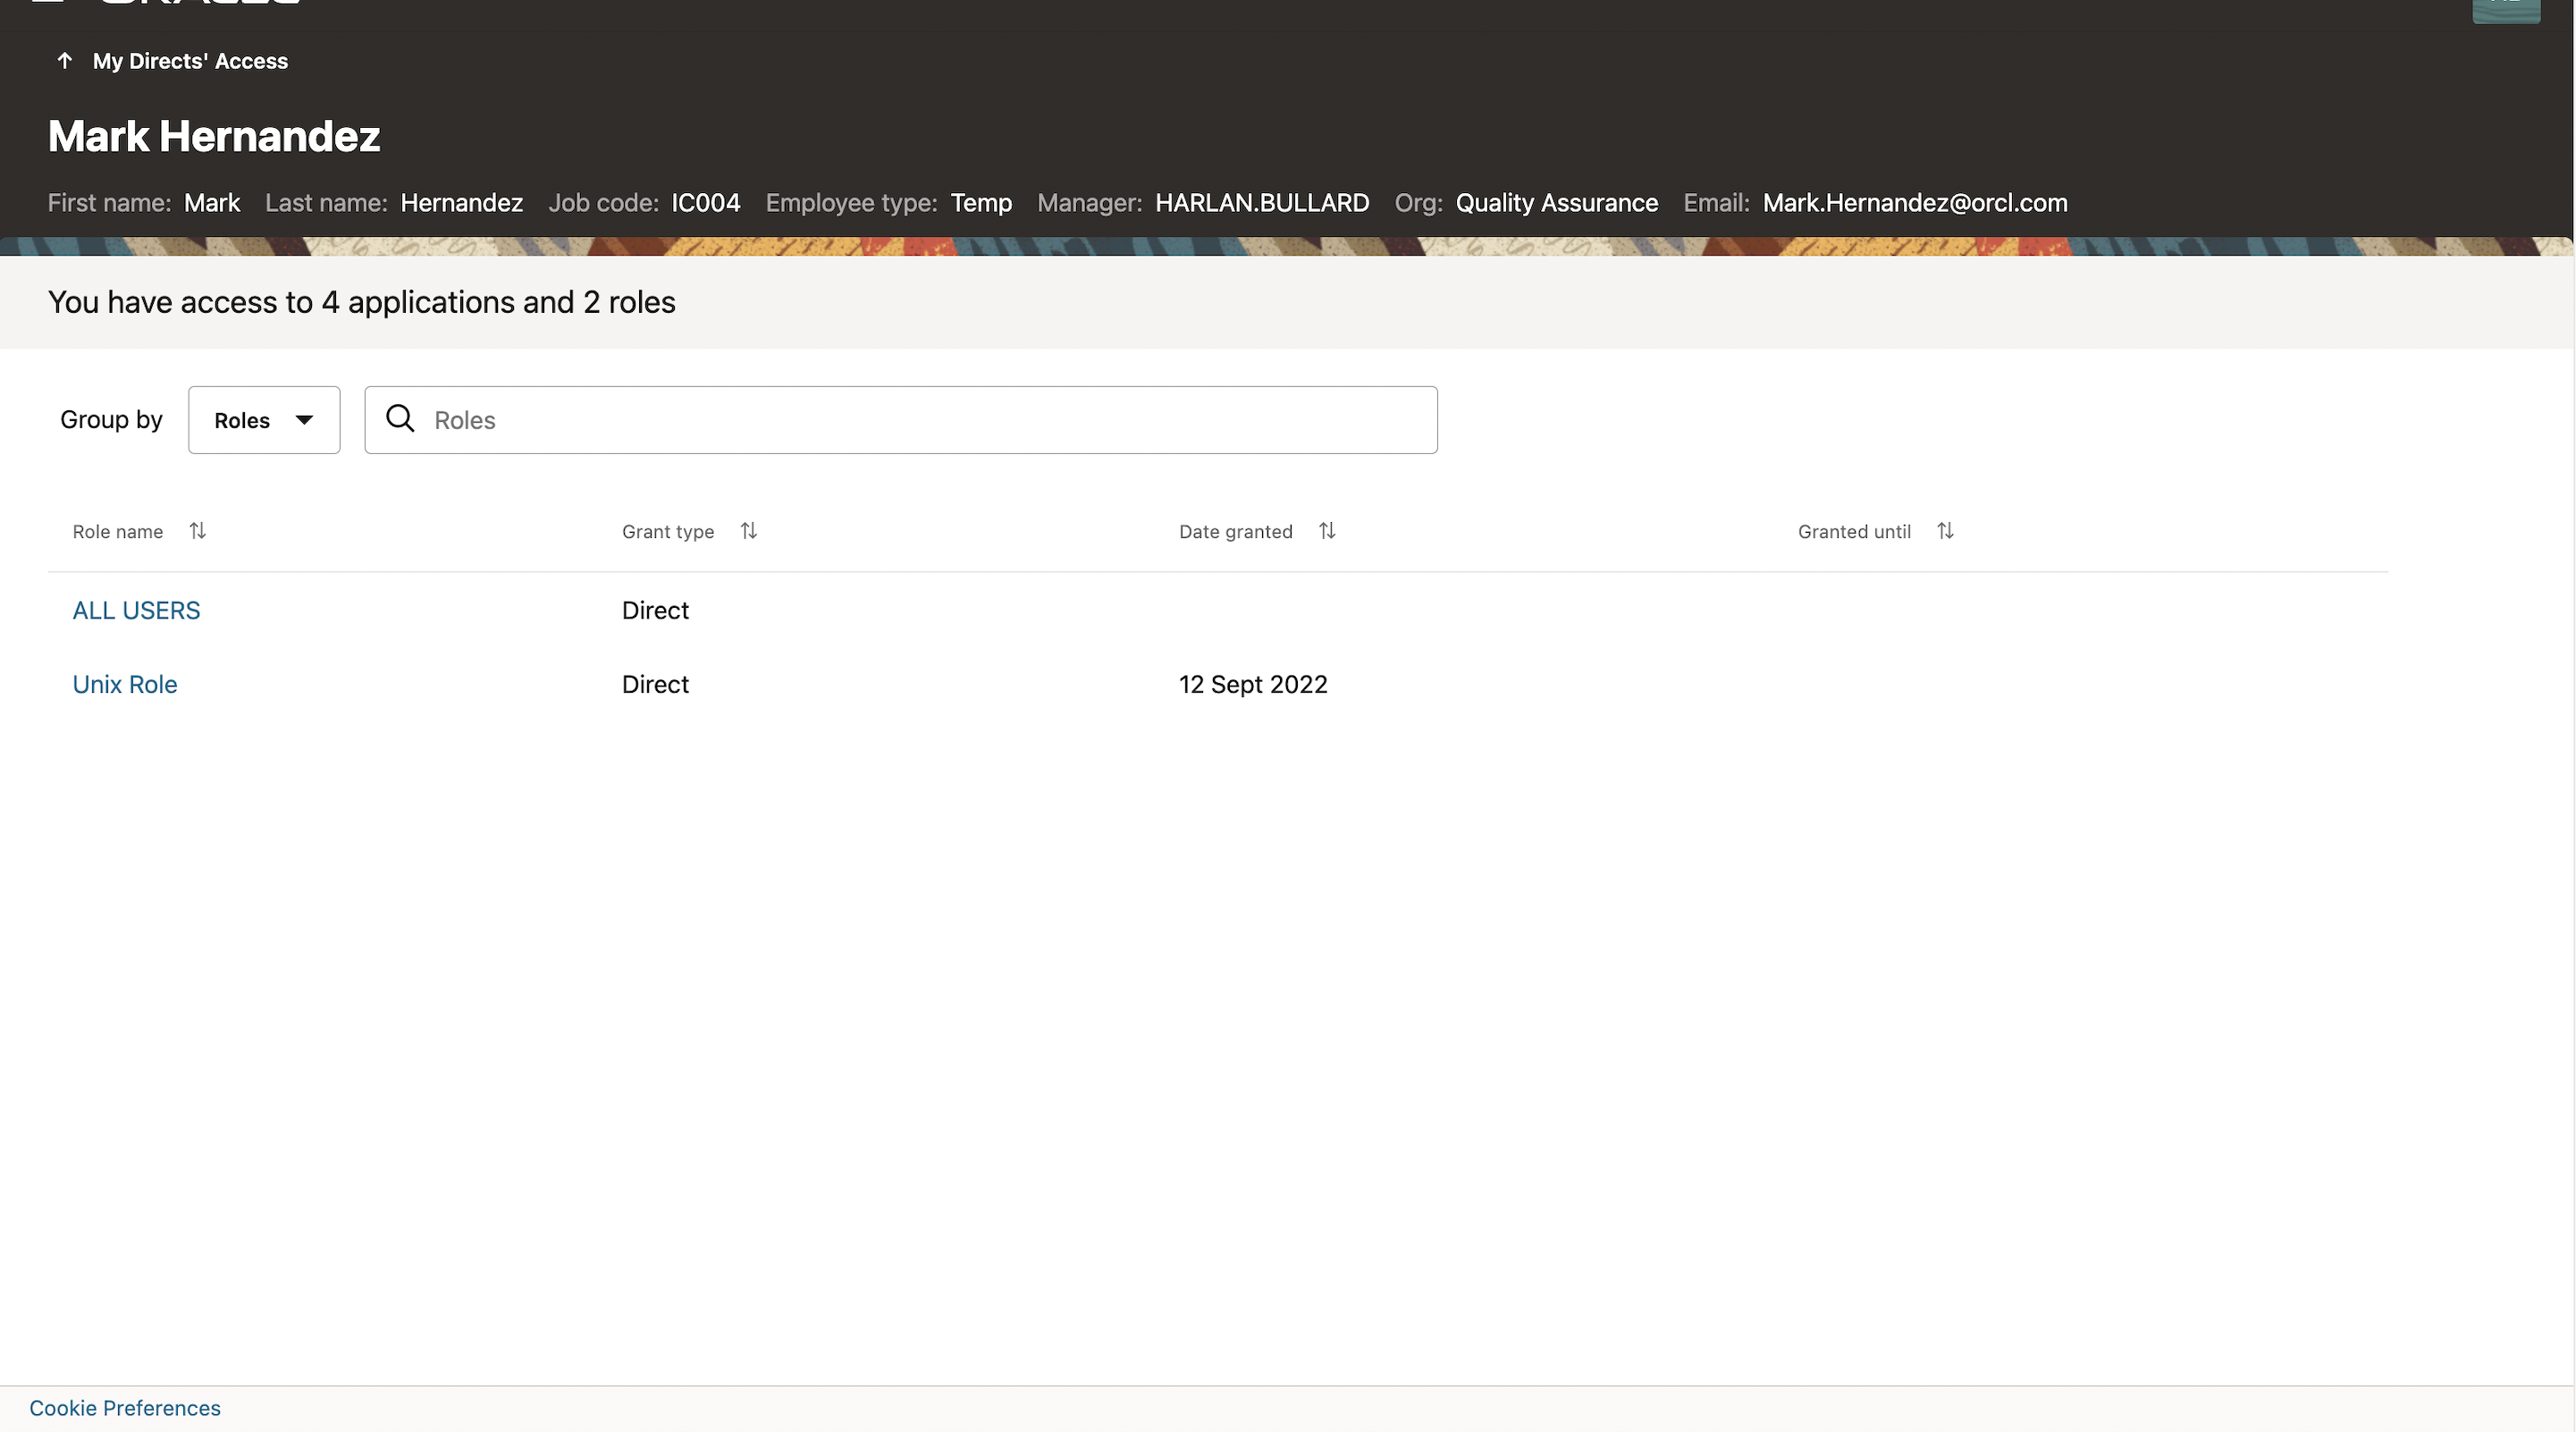 My Directs' Access
Mark Hernandez
First name: Mark Last name: Hernandez Job code: IC004 Employee type: Temp Manager: HARLAN.BULLARD Org: Quality Assurance Email: Mark.Hernandez@orcl.com
You have access to 4 applications and 2 roles
Group by Roles Roles
Role name Grant type Date granted Granted until
ALL USERS Direct
Unix Role Direct 12 Sept 2022
Cookie Preferences